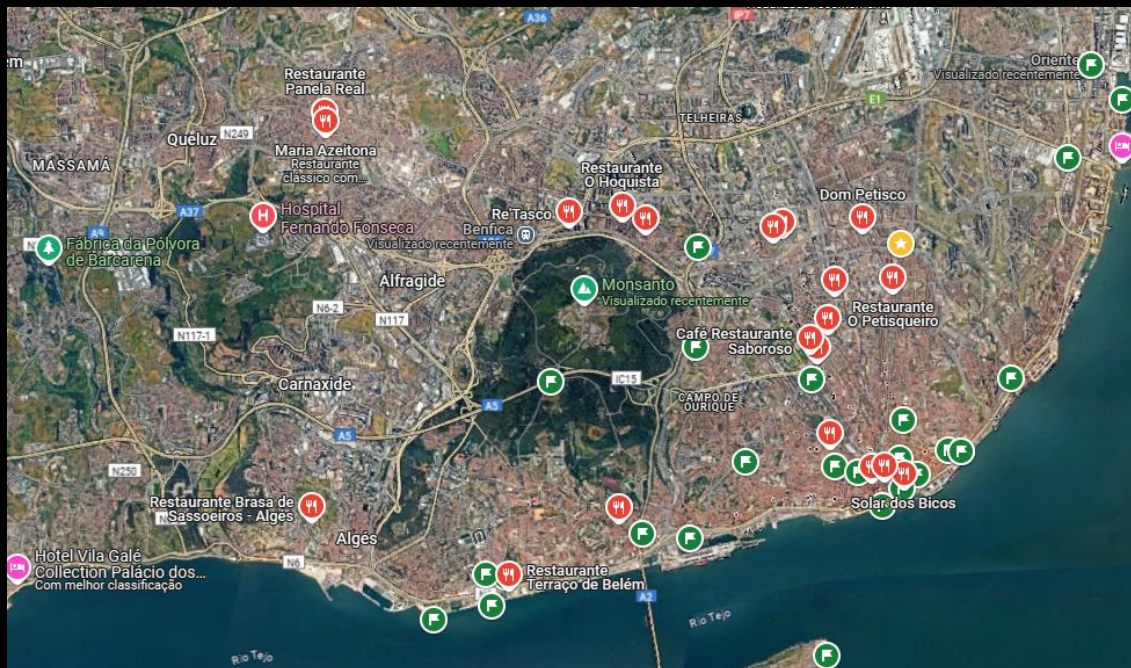 A36
IP7
Visualizado recentemente
Oriente
Visualizado recentemente
E1
Restaurante
Panela Real
TELHEIRAS
N249
Queluz
Maria Azeitona
Restaurante
clássico com...
MASSAMÁ
Restaurante
O Hoquista
Dom Petisco
A37
Hospital
Fernando Fonseca
Re'Tasco
Benfica
Visualizado recentemente
A9
Fábrica da Pólvora
de Barcarena
Alfragide
Monsanto
Visualizado recentemente
N6-2
N117
Restaurante
O Petisqueiro
N117-1
Café Restaurante
Saboroso
Carnaxide
IC15
CAMPO DE
OURIQUE
A5
A5
N250
Restaurante Brasa de
Sassoeiros - Algés
Solar dos Bicos
Algés
Hotel Vila Galé
Collection Palácio dos...
Com melhor classificação
N6
Restaurante
Terraço de Belém
A2
Rio Tejo
Rio Tejo